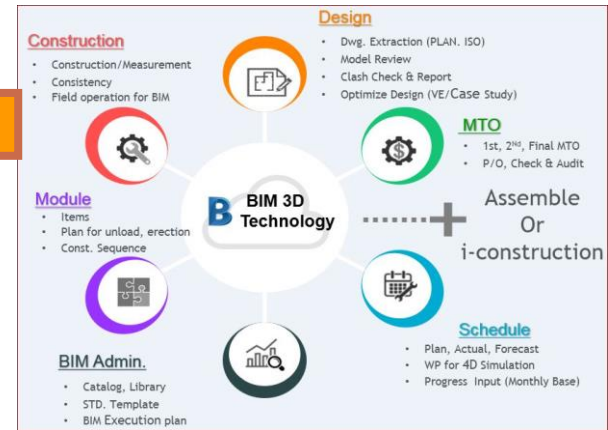 Design
• Dwg. Extraction (PLAN. ISO)
• Model Review
• Clash Check & Report
• Optimize Design (VE/Case Study)
Construction
• Construction/Measurement
• Consistency
• Field operation for BIM
MTO
• 1st, 2Nd, Final MTO
• P/O, Check & Audit
Module
• Items
• Plan for unload, erection
• Const. Sequence
B BIM 3D
Technology
Assemble
Or
i-construction
Schedule
• Plan, Actual, Forecast
• WP for 4D Simulation
• Progress Input (Monthly Base)
BIM Admin.
• Catalog, Library
• STD. Template
• BIM Execution plan